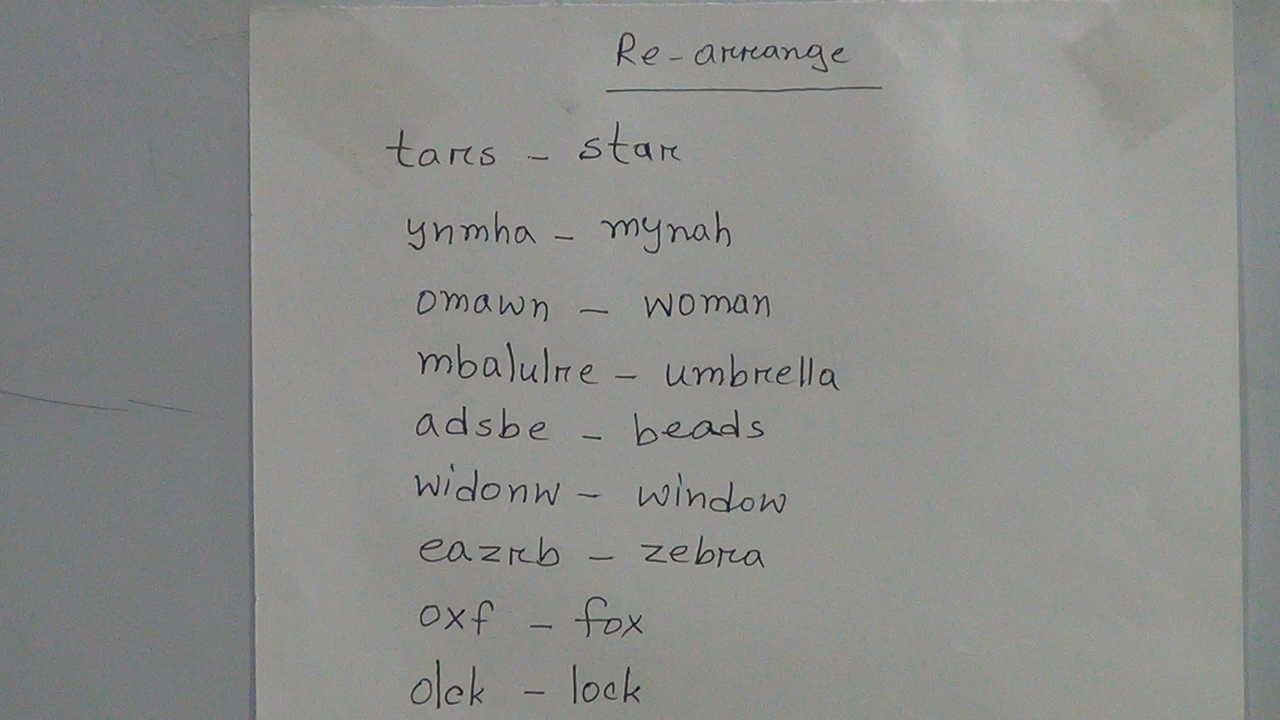 Re-arrange
tars - star
ynmha - mynah
omawn - woman
mbalulre - umbrella
adsbe - beads
widonw - window
eazrb - zebra
oxf - fox
olck - lock